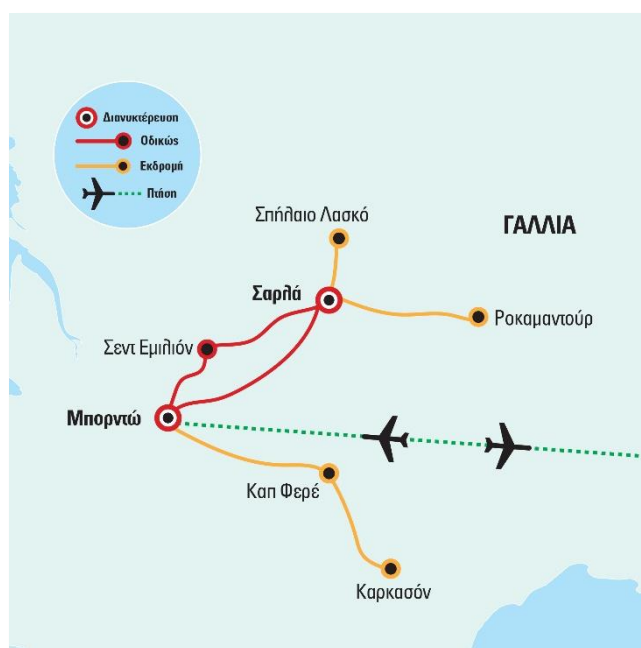 Διανυκτέρευση
Οδικώς
Εκδρομή
Πτήση
Σπήλαιο Λασκό
ΓΑΛΛΙΑ
Σαρλά
Ροκαμαντούρ
Σεντ Εμιλιόν
Μπορντώ
Καπ Φερέ
Καρκασόν